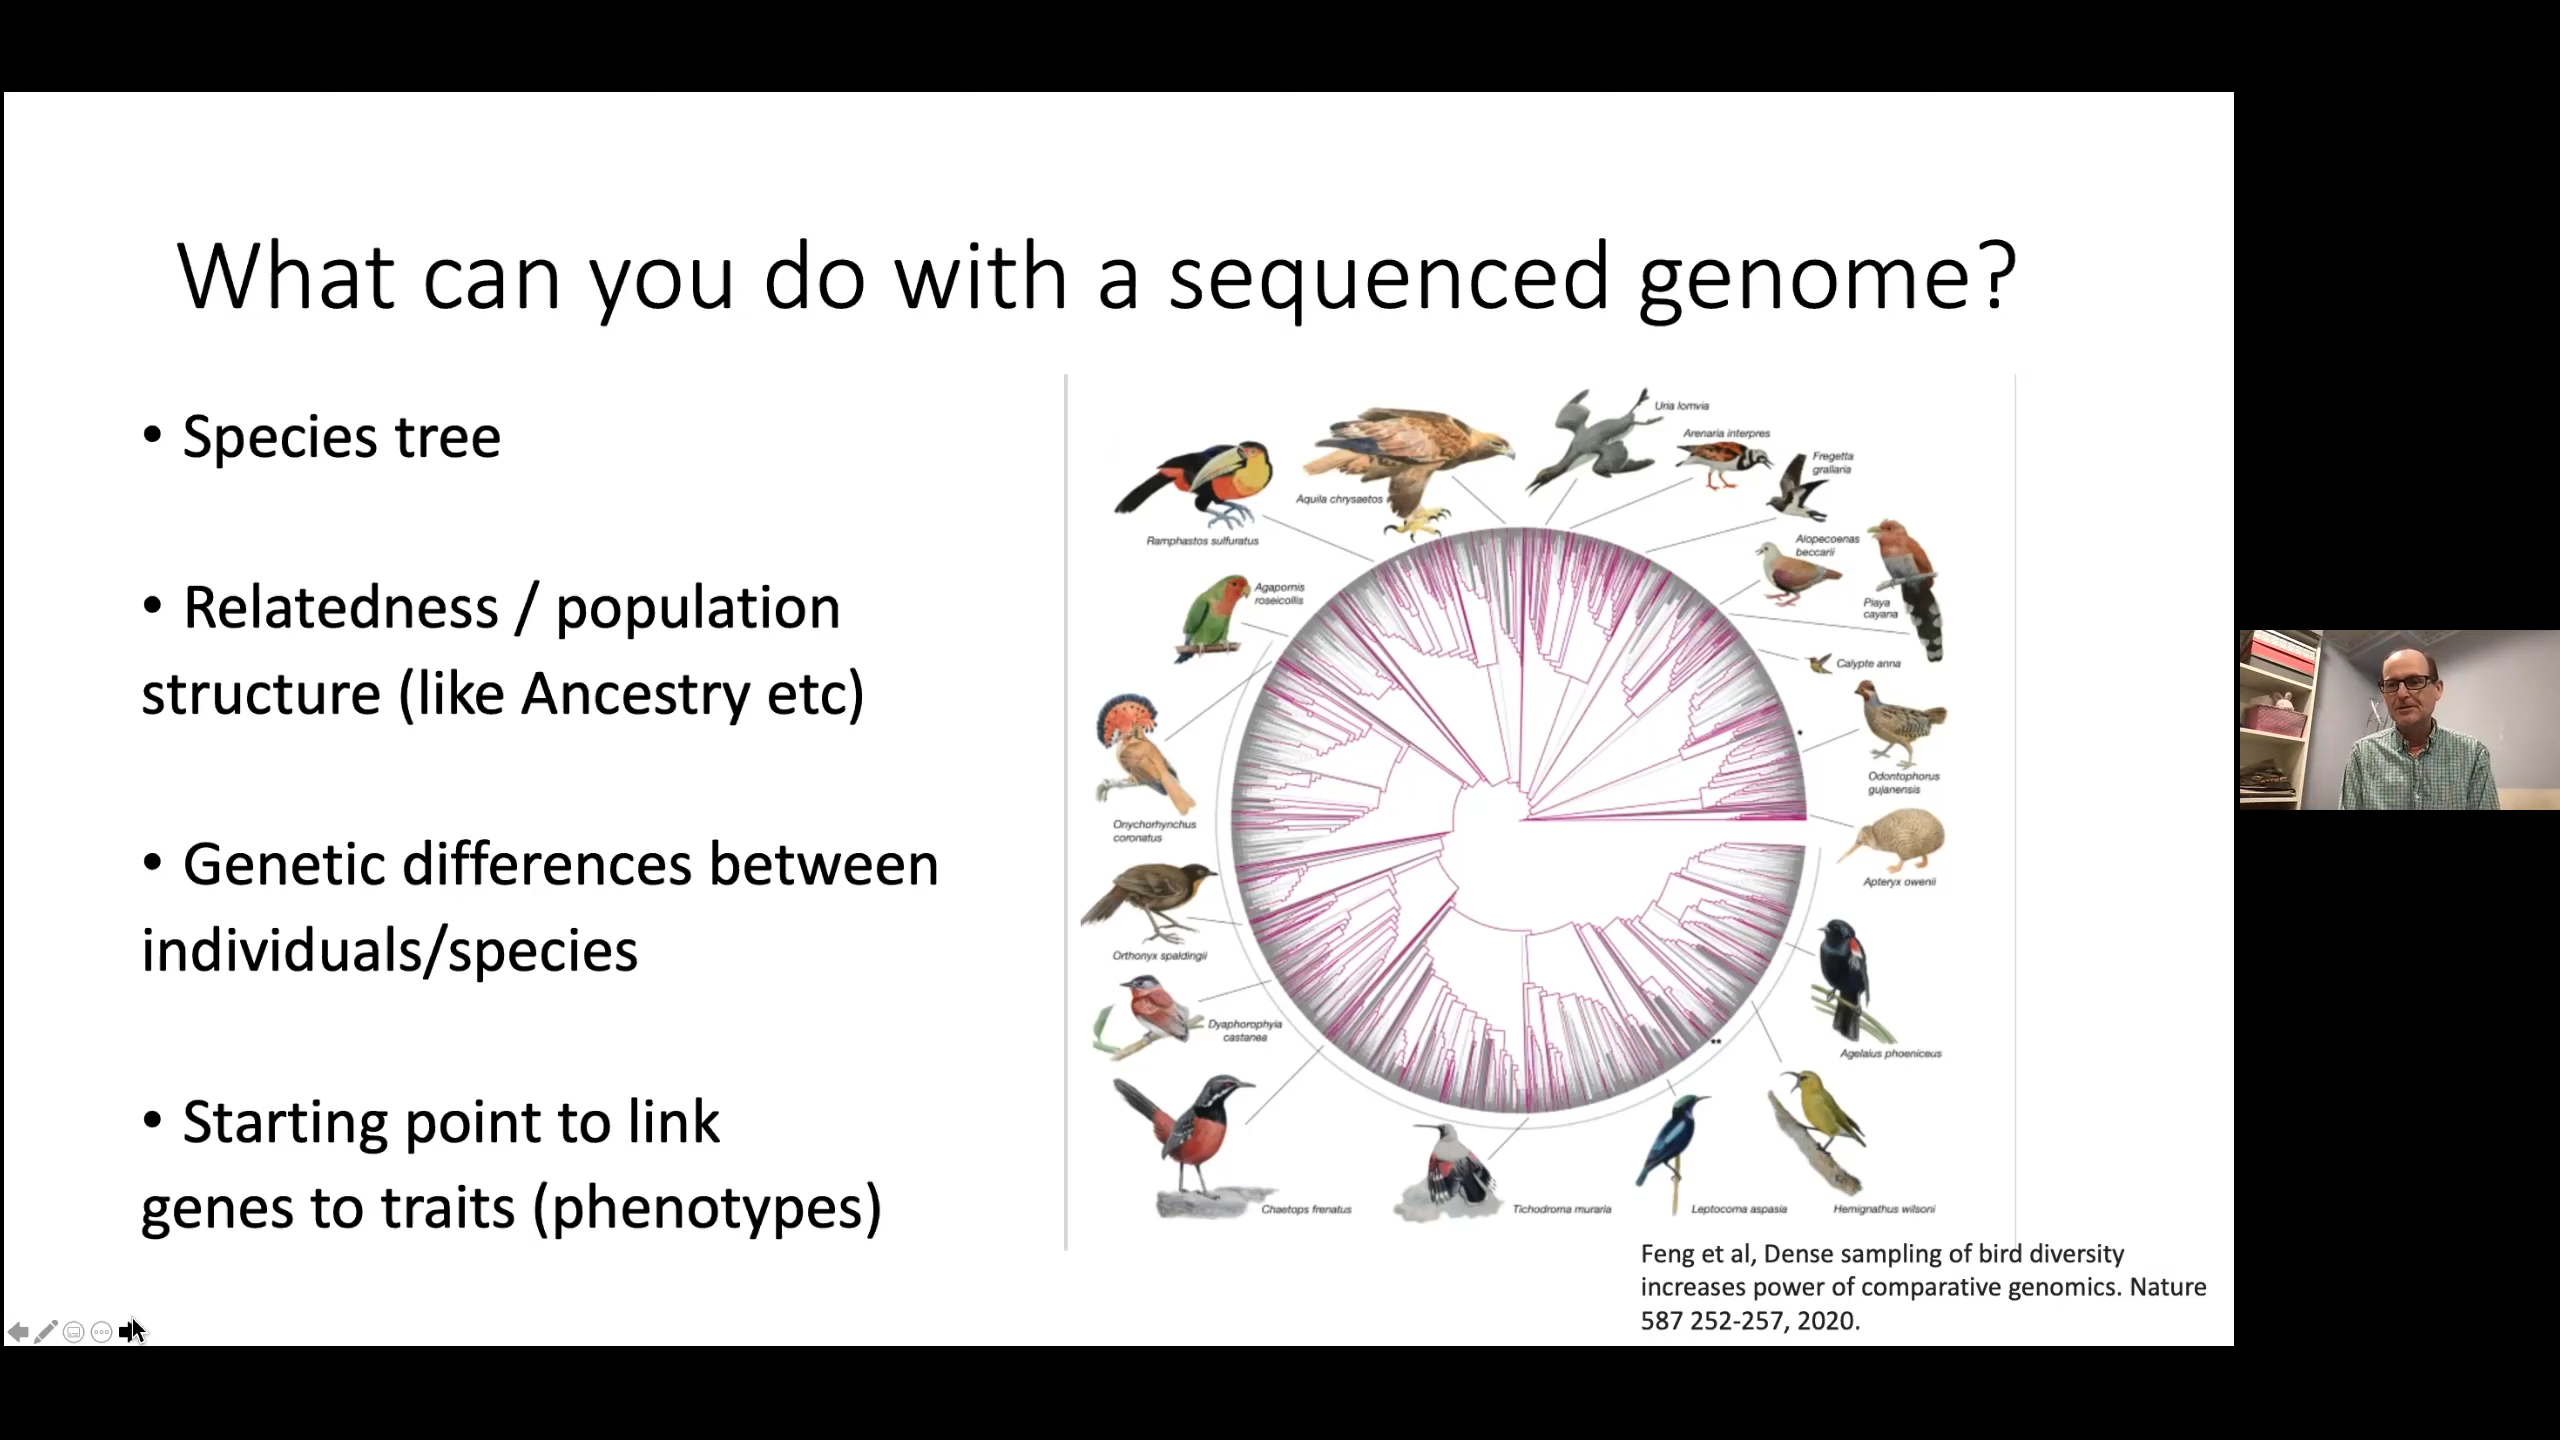 What can you do with a sequenced genome?
• Species tree
• Relatedness / population
structure (like Ancestry etc)
• Genetic differences between
individuals/species
• Starting point to link
genes to traits (phenotypes)
Uria lomvia
Arenaria interpres
Fregetta
grallaria
Aquila chrysaetos
Ramphastos sulfuratus
Alopecoenas
beccarii
Piaya
cayana
Agapornis
roseicollis
Calypte anna
Odontophorus
gujanensis
Onychorhynchus
coronatus
Apteryx owenii
Orthonyx spaldingii
Dyaphorophyia
castanea
Agelaius phoeniceus
Chaetops frenatus
Tichodroma muraria
Leptocoma aspasia
Hemignathus wilsoni
*
**
Feng et al, Dense sampling of bird diversity
increases power of comparative genomics. Nature
587 252-257, 2020.